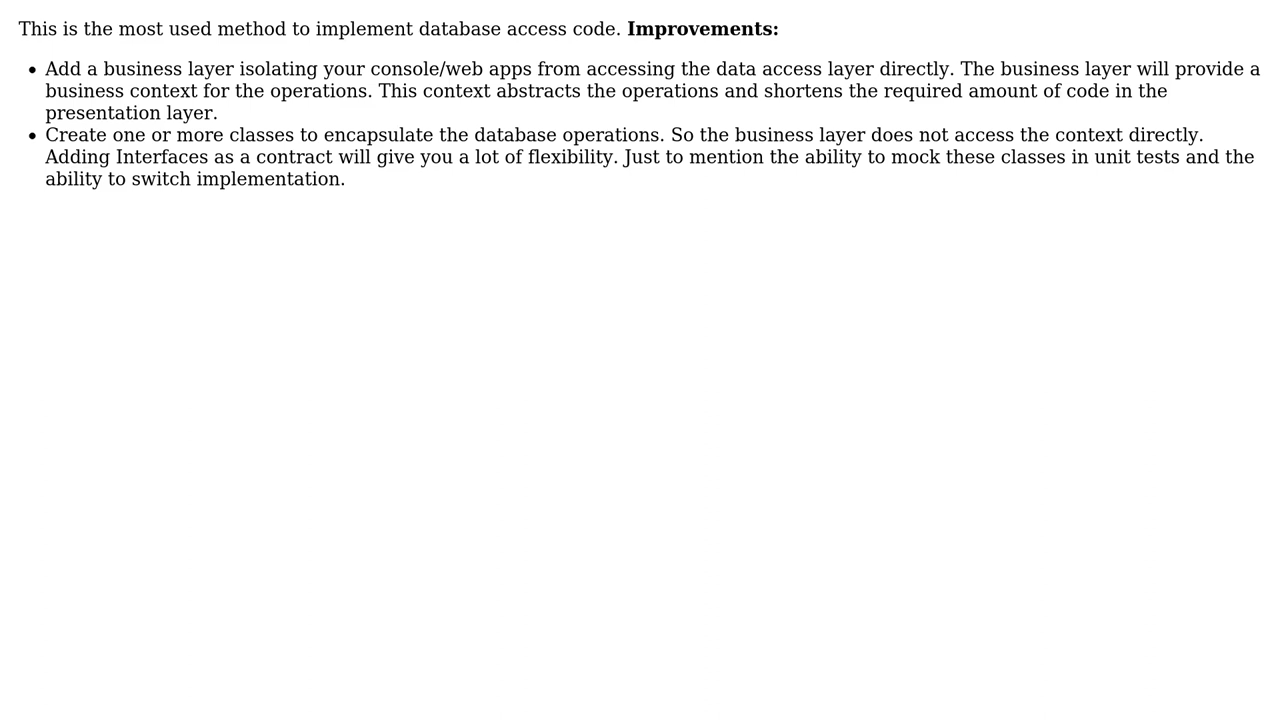 This is the most used method to implement database access code. Improvements:
• Add a business layer isolating your console/web apps from accessing the data access layer directly. The business layer will provide a
business context for the operations. This context abstracts the operations and shortens the required amount of code in the
presentation layer.
• Create one or more classes to encapsulate the database operations. So the business layer does not access the context directly.
Adding Interfaces as a contract will give you a lot of flexibility. Just to mention the ability to mock these classes in unit tests and the
ability to switch implementation.